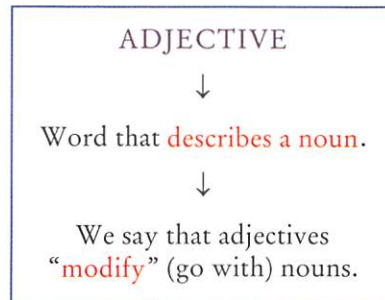 ADJECTIVE
↓
Word that describes a noun.
↓
We say that adjectives
“modify” (go with) nouns.